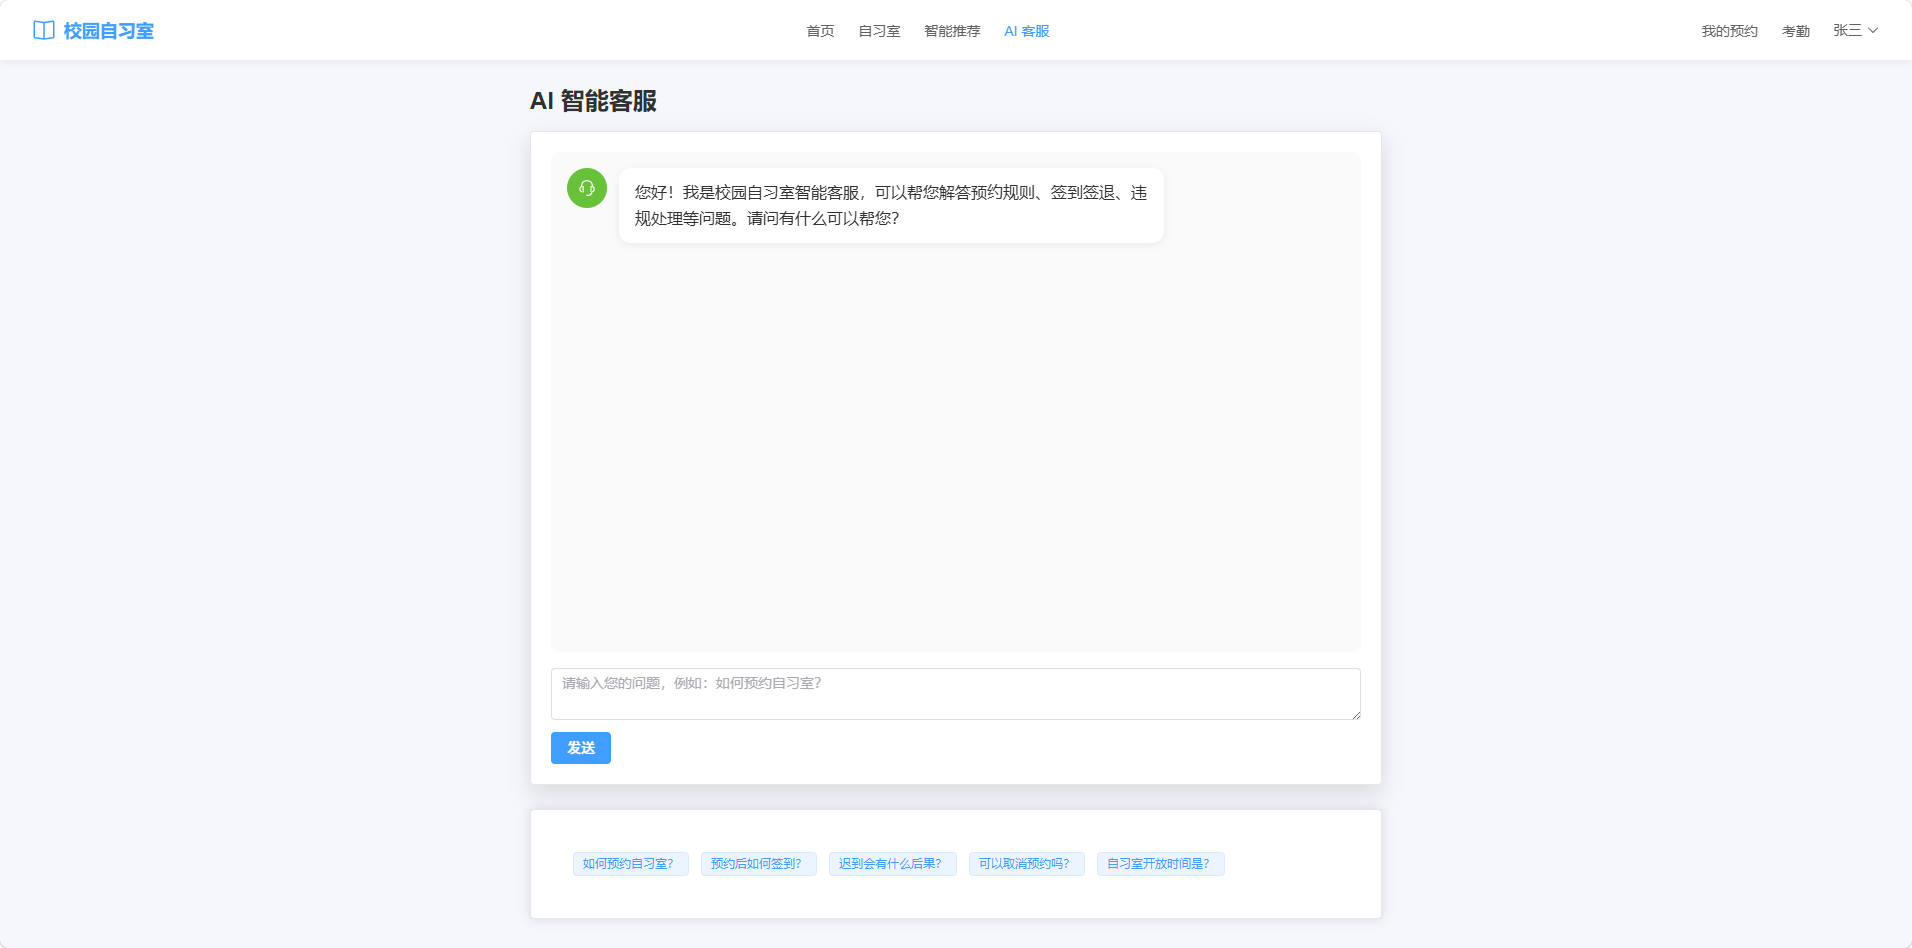 校园自习室
首页 自习室 智能推荐 AI 客服
我的预约 考勤 张三
AI 智能客服
您好！我是校园自习室智能客服，可以帮您解答预约规则、签到签退、违
规处理等问题。请问有什么可以帮您？
请输入您的问题，例如：如何预约自习室？
发送
如何预约自习室？ 预约后如何签到？ 迟到会有什么后果？ 可以取消预约吗？ 自习室开放时间是？